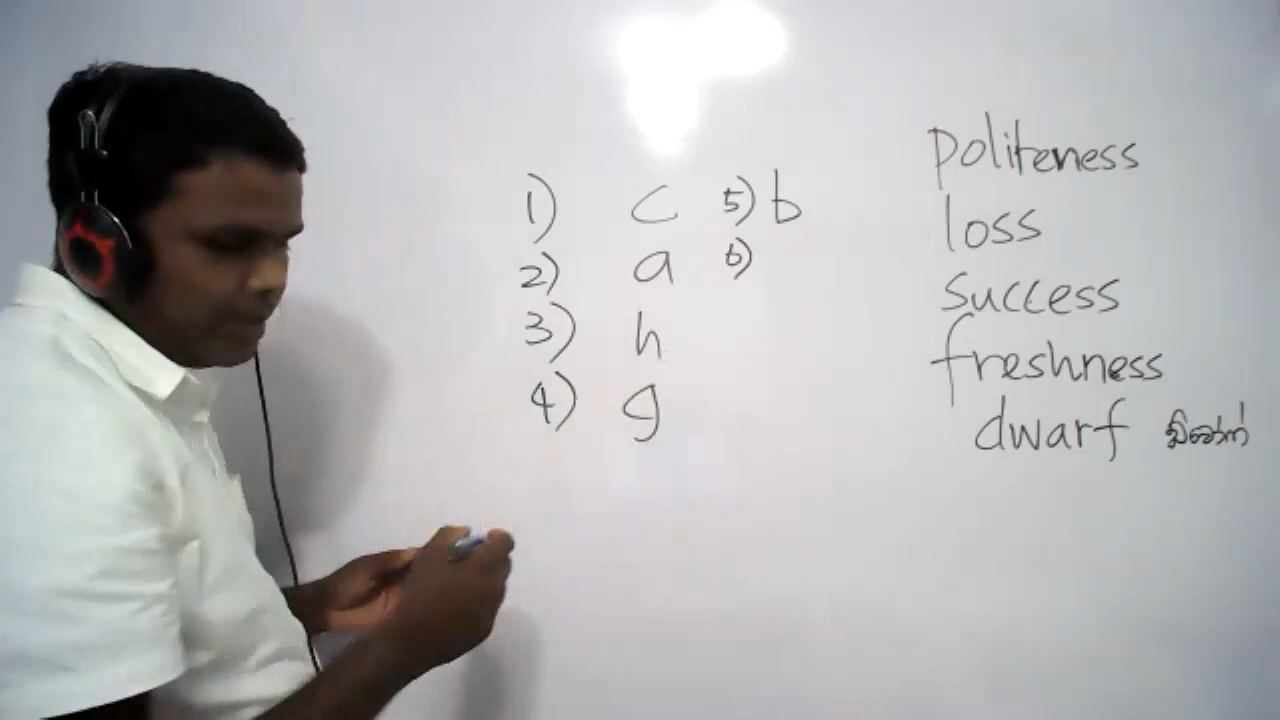 1) c 5) b
2) a 6)
3) h
4) g
politeness
loss
success
freshness
dwarf